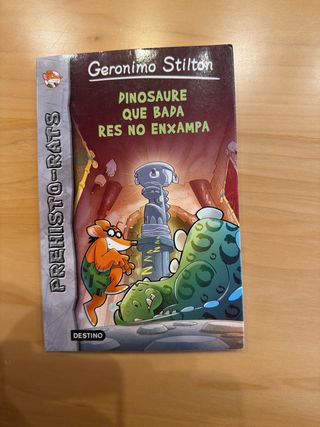 Geronimo Stilton
DINOSAURE
QUE BADA
RES NO ENXAMPA
PREHISTO-RATS
DESTINO